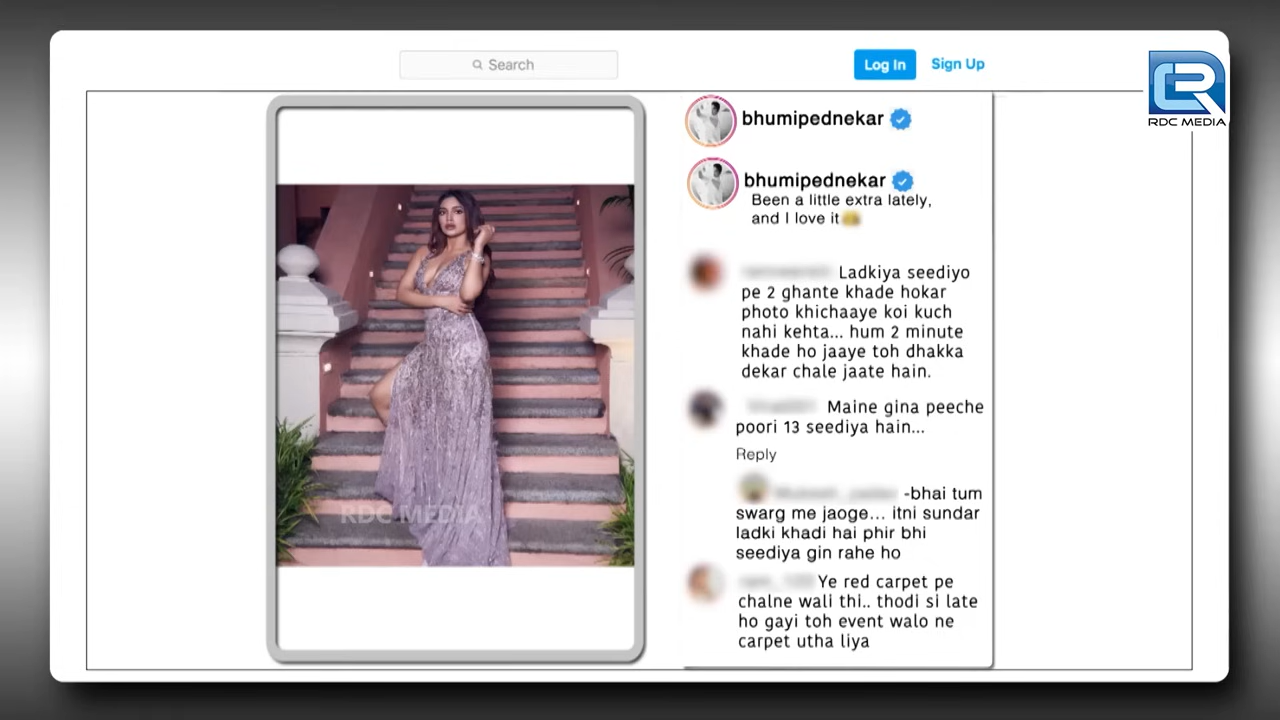 Search
Log In
Sign Up
RDC MEDIA
bhumipednekar
bhumipednekar
Been a little extra lately,
and I love it
Ladkiya seediyo
pe 2 ghante khade hokar
photo khichaaye koi kuch
nahi kehta... hum 2 minute
khade ho jaaye toh dhakka
dekar chale jaate hain.
Maine gina peeche
poori 13 seediya hain...
Reply
-bhai tum
swarg me jaoge... itni sundar
ladki khadi hai phir bhi
seediya gin rahe ho
Ye red carpet pe
chalne wali thi.. thodi si late
ho gayi toh event walo ne
carpet utha liya
RDC MEDIA